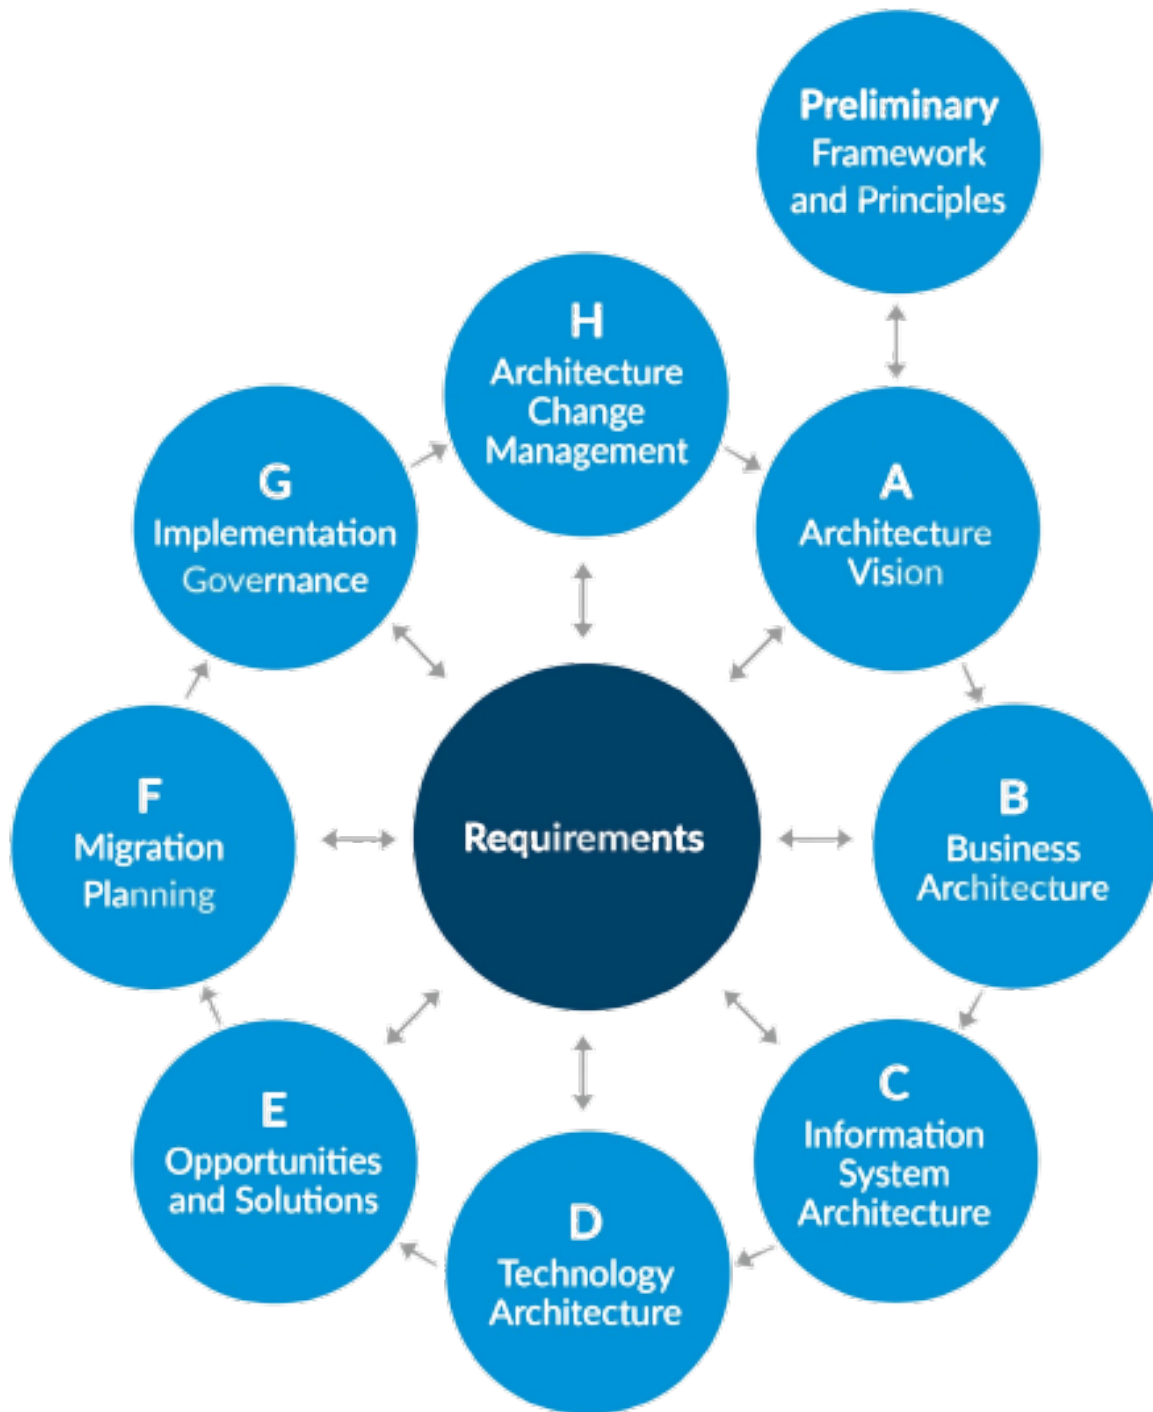 Preliminary
Framework
and Principles
H
Architecture
Change
Management
A
Architecture
Vision
B
Business
Architecture
C
Information
System
Architecture
D
Technology
Architecture
E
Opportunities
and Solutions
F
Migration
Planning
G
Implementation
Governance
Requirements